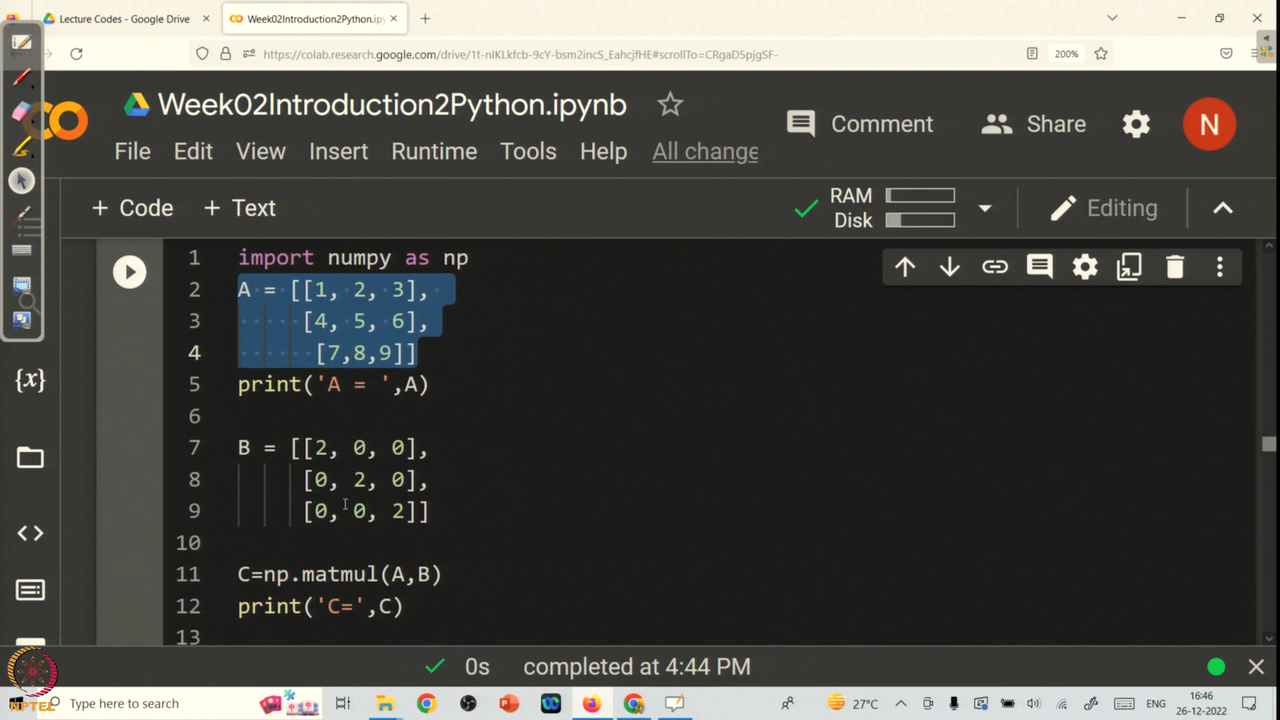 Lecture Codes - Google Drive
Week02Introduction2Python.ipyn
https://colab.research.google.com/drive/1t-nIKLkfcb-9cY-bsm2incS_EahcjfHE#scrollTo=CRgaD5pjgSF-
200%
Week02Introduction2Python.ipynb
Comment
Share
N
File Edit View Insert Runtime Tools Help All change
+ Code + Text
RAM
Disk
Editing
1 import numpy as np
2 A = [[1, 2, 3],
3 [4, 5, 6],
4 [7,8,9]]
5 print('A = ',A)
6
7 B = [[2, 0, 0],
8 [0, 2, 0],
9 [0, 0, 2]]
10
11 C=np.matmul(A,B)
12 print('C=',C)
13
{x}
0s completed at 4:44 PM
NPTEL
Type here to search
27°C
ENG
16:46
26-12-2022